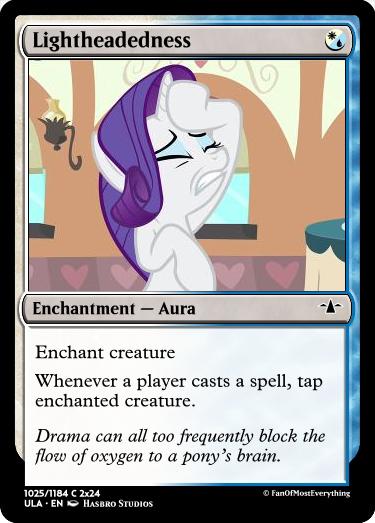 Lightheadedness
Enchantment — Aura
Enchant creature
Whenever a player casts a spell, tap
enchanted creature.
Drama can all too frequently block the
flow of oxygen to a pony's brain.
1025/1184 C 2x24
ULA • EN Hasbro Studios
© FanOfMostEverything